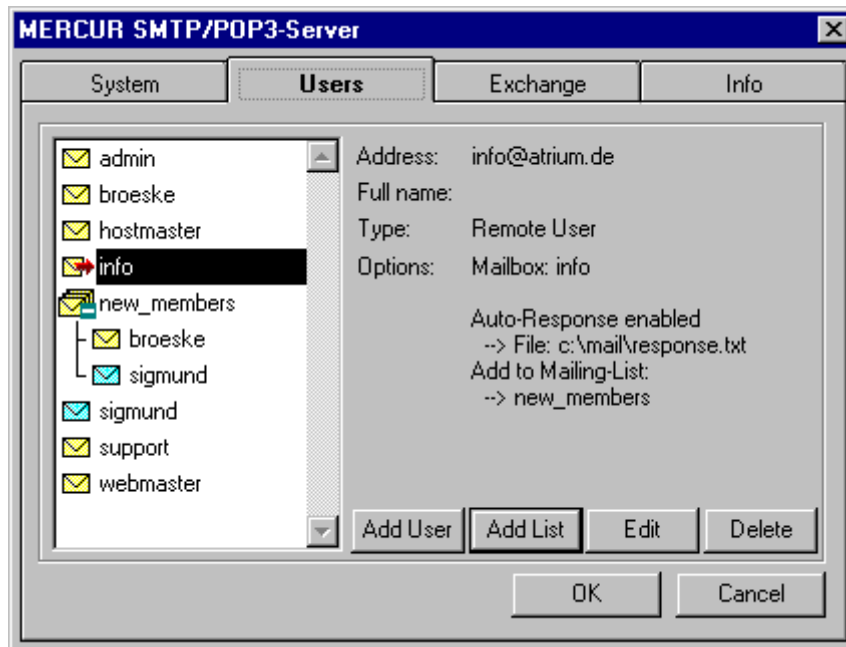 MERCUR SMTP/POP3-Server
System Users Exchange Info
admin
broeske
hostmaster
info
new_members
broeske
sigmund
sigmund
support
webmaster
Address: info@atrium.de
Full name:
Type: Remote User
Options: Mailbox: info
Auto-Response enabled
--> File: c:\mail\response.txt
Add to Mailing-List:
--> new_members
Add User Add List Edit Delete
OK Cancel